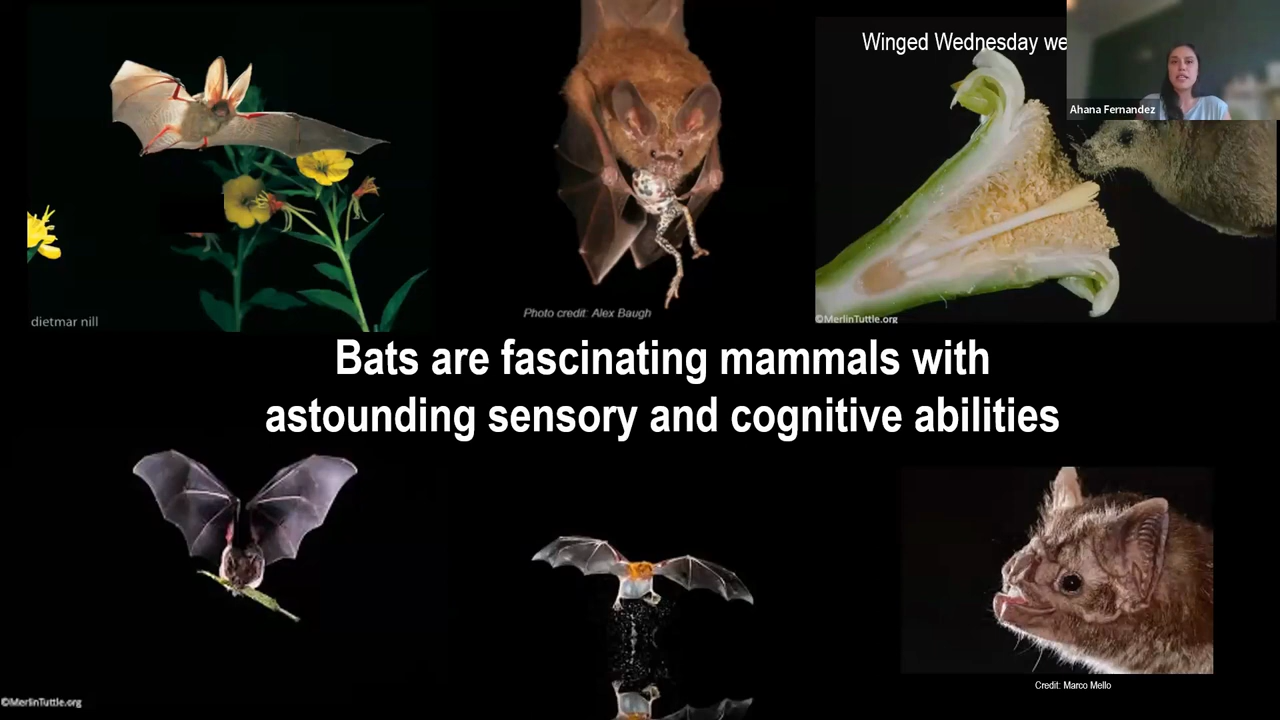 Winged Wednesday we
Ahana Fernandez
dietmar nill
Photo credit: Alex Baugh
©MerlinTuttle.org
Bats are fascinating mammals with
astounding sensory and cognitive abilities
©MerlinTuttle.org
Credit: Marco Mello